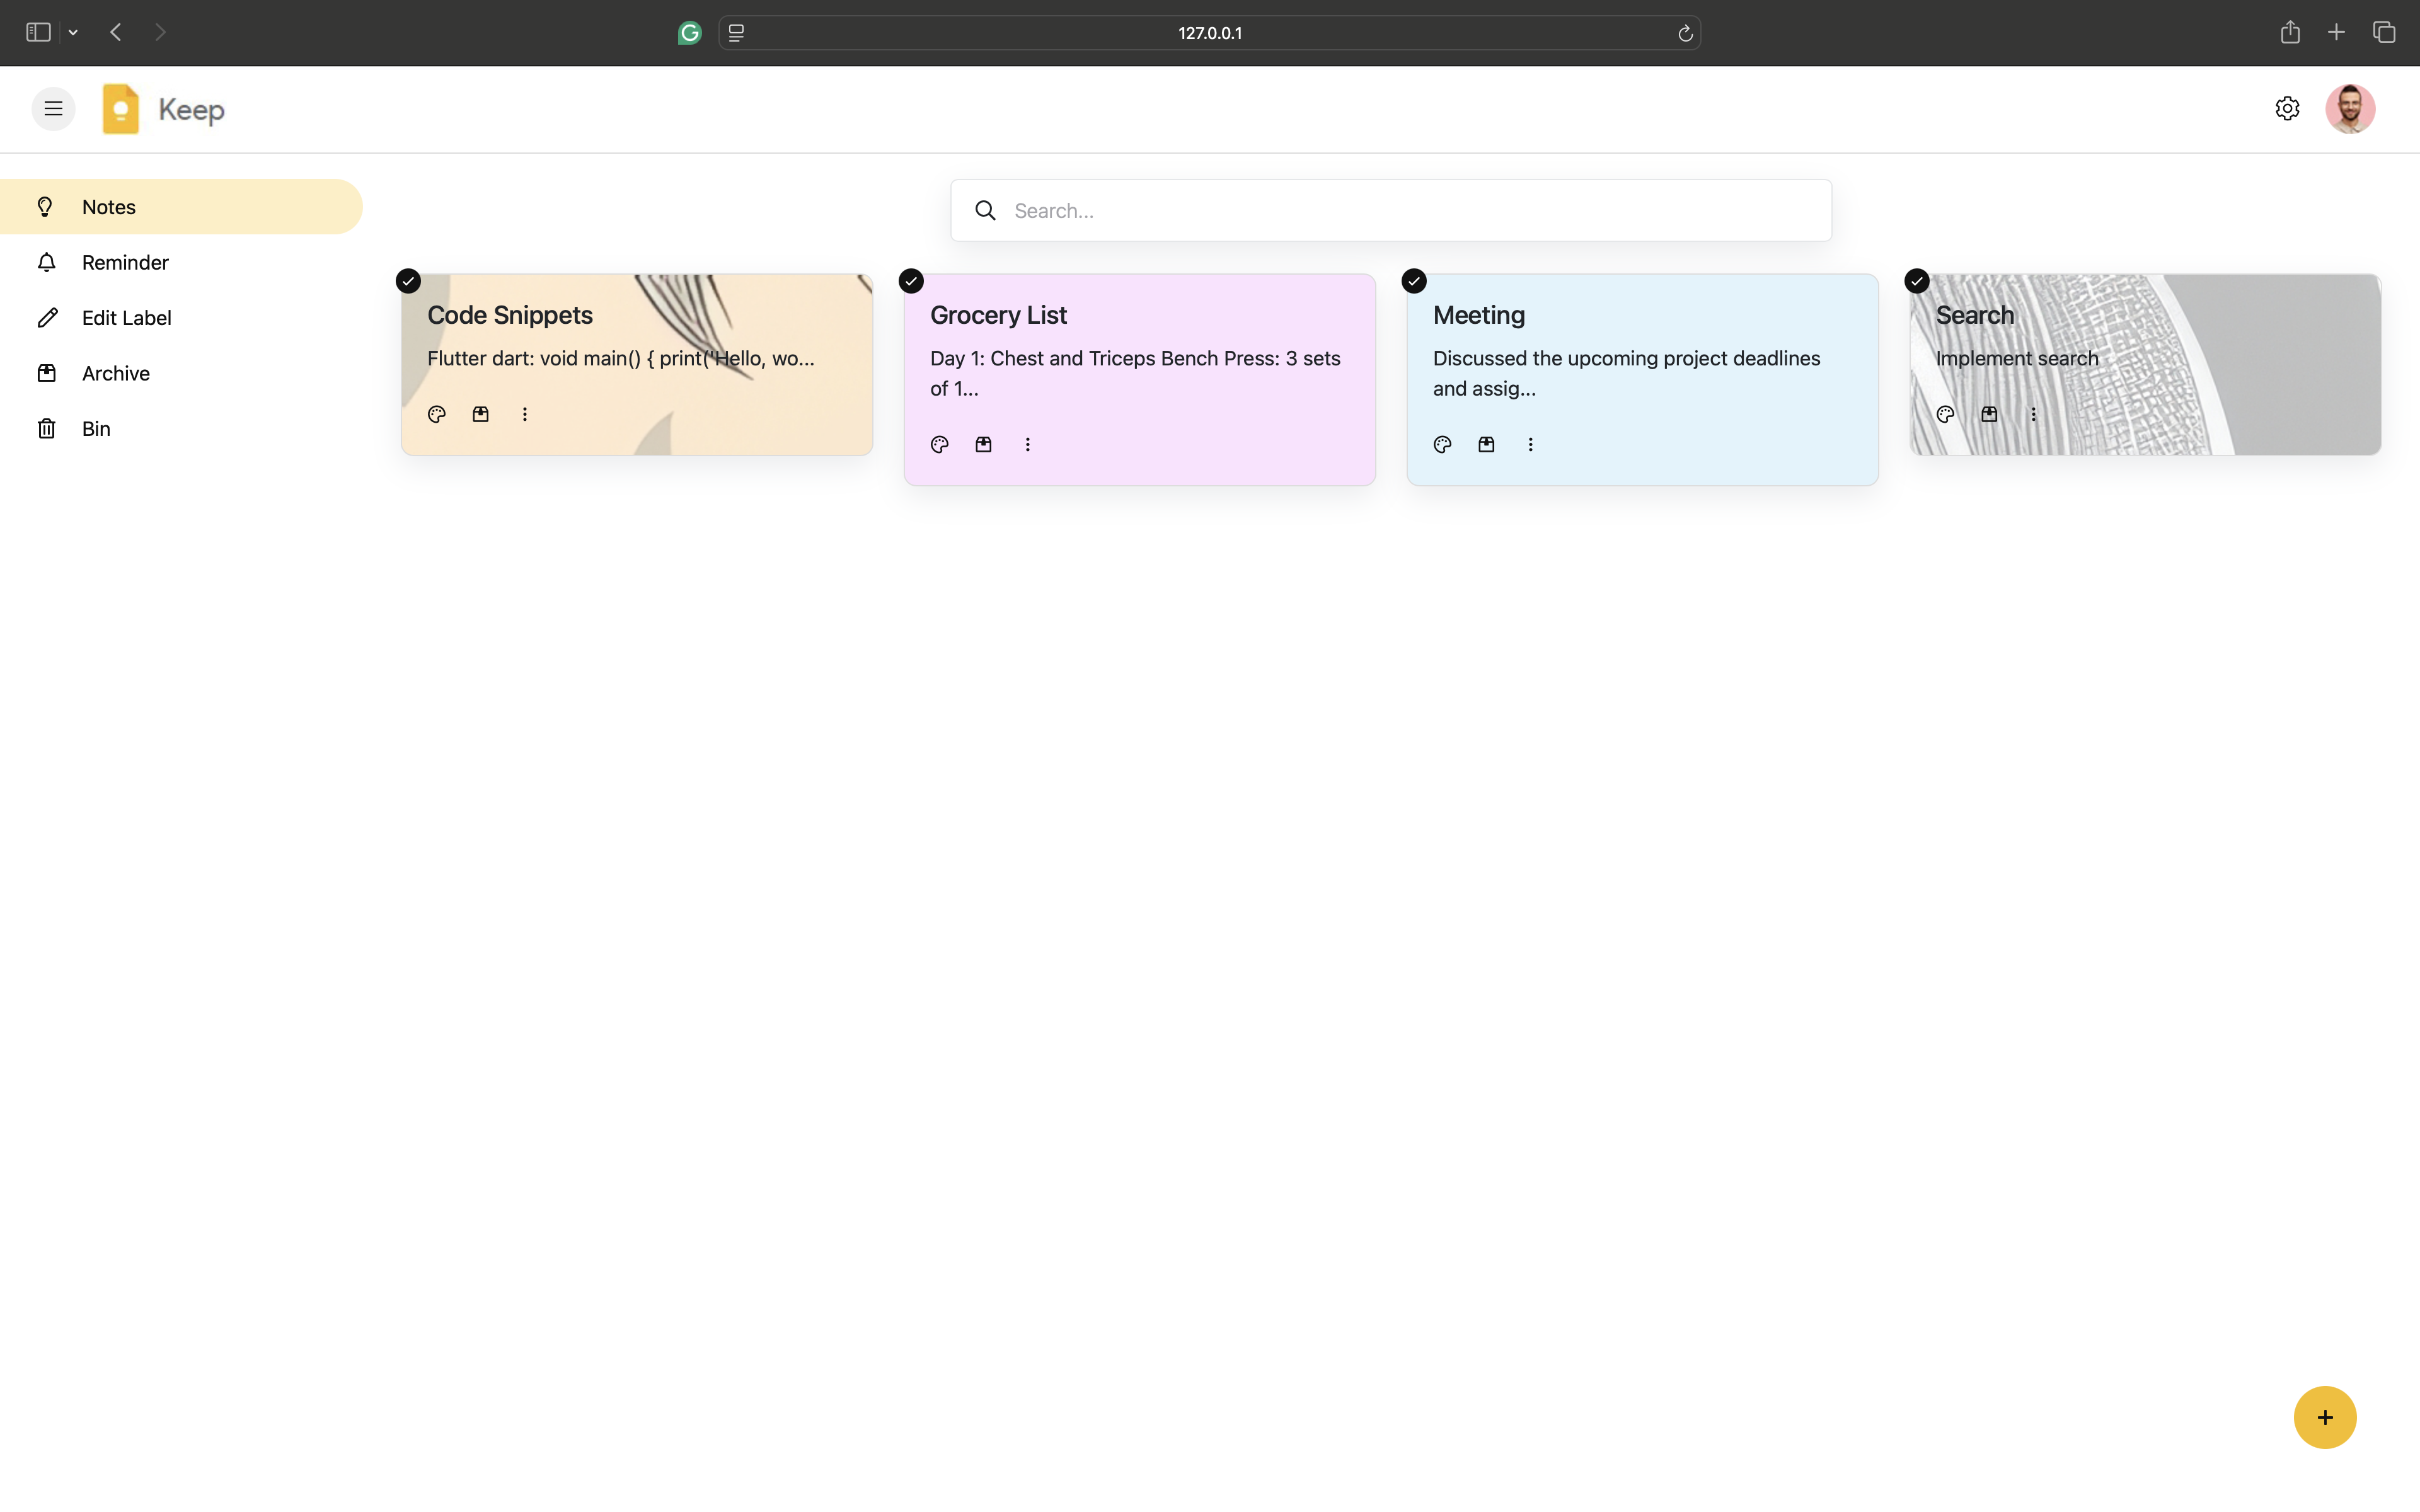 127.0.0.1
Keep
Notes
Search...
Reminder
Edit Label
Archive
Bin
Code Snippets
Flutter dart: void main() { print('Hello, wo...
Grocery List
Day 1: Chest and Triceps Bench Press: 3 sets
of 1...
Meeting
Discussed the upcoming project deadlines
and assig...
Search
Implement search